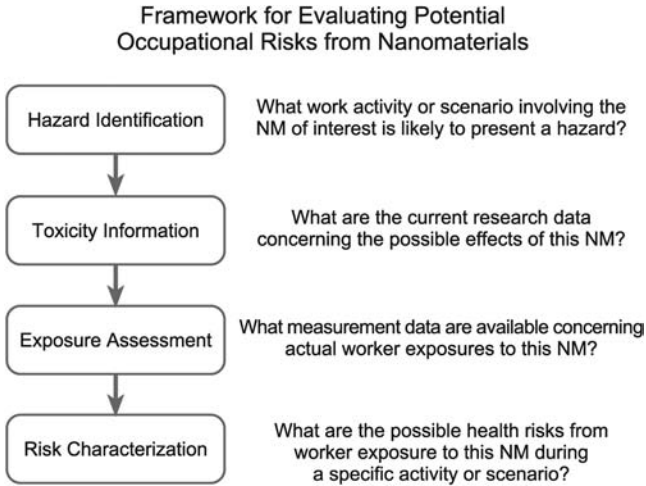 Framework for Evaluating Potential
Occupational Risks from Nanomaterials
Hazard Identification
What work activity or scenario involving the
NM of interest is likely to present a hazard?
Toxicity Information
What are the current research data
concerning the possible effects of this NM?
Exposure Assessment
What measurement data are available concerning
actual worker exposures to this NM?
Risk Characterization
What are the possible health risks from
worker exposure to this NM during
a specific activity or scenario?